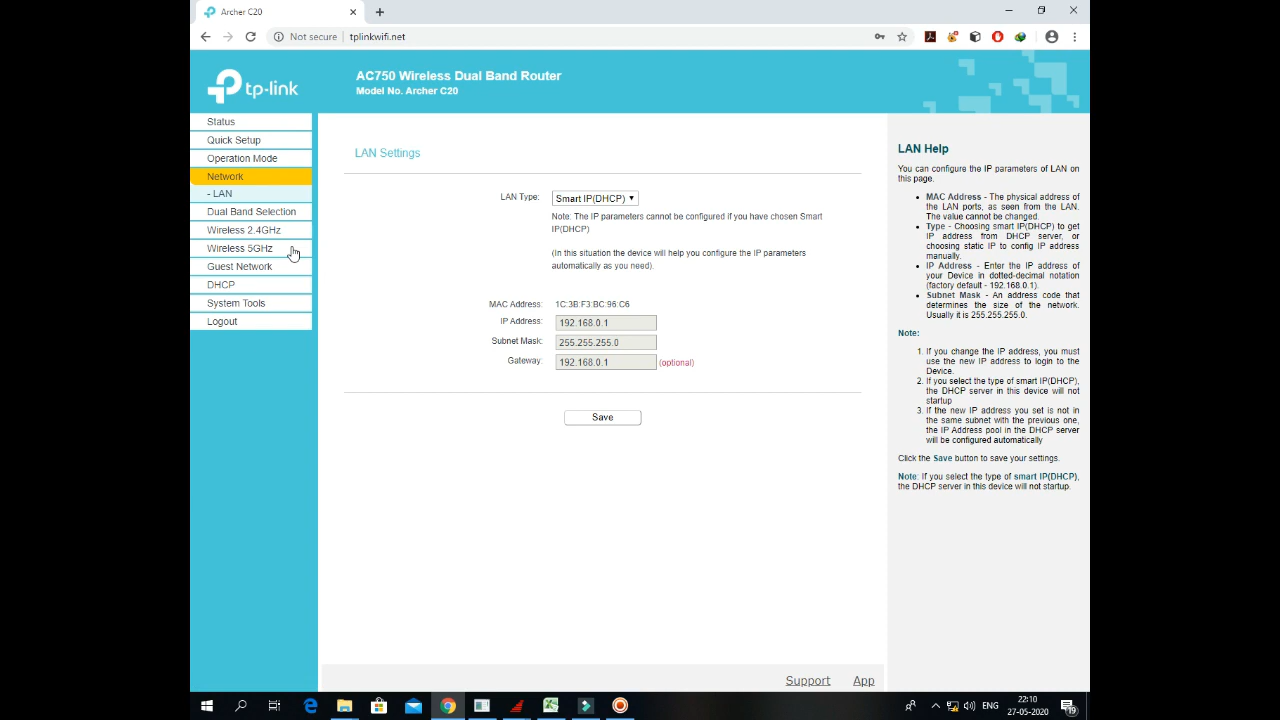 Archer C20
Not secure | tplinkwifi.net
tp-link
AC750 Wireless Dual Band Router
Model No. Archer C20
Status
Quick Setup
Operation Mode
Network
- LAN
Dual Band Selection
Wireless 2.4GHz
Wireless 5GHz
Guest Network
DHCP
System Tools
Logout
LAN Settings
LAN Type: Smart IP(DHCP)
Note: The IP parameters cannot be configured if you have chosen Smart
IP(DHCP)
(In this situation the device will help you configure the IP parameters
automatically as you need).
MAC Address: 1C:3B:F3:BC:96:C6
IP Address: 192.168.0.1
Subnet Mask: 255.255.255.0
Gateway: 192.168.0.1 (optional)
Save
LAN Help
You can configure the IP parameters of LAN on
this page.
• MAC Address - The physical address
of the LAN ports, as seen from the LAN.
The value cannot be changed.
• Type - Choosing smart IP(DHCP) to get
IP address from DHCP server, or
choosing static IP to config IP address
manually.
• IP Address - Enter the IP address of
your Device in dotted-decimal notation
(factory default - 192.168.0.1).
• Subnet Mask - An address code that
determines the size of the network.
Usually it is 255.255.255.0.
Note:
1. If you change the IP address, you must
use the new IP address to login to the
Device.
2. If you select the type of smart IP(DHCP),
the DHCP server in this device will not
startup
3. If the new IP address you set is not in
the same subnet with the previous one,
the IP Address pool in the DHCP server
will be configured automatically
Click the Save button to save your settings.
Note: If you select the type of smart IP(DHCP),
the DHCP server in this device will not startup.
Support App
ENG
22:10
27-05-2020
19